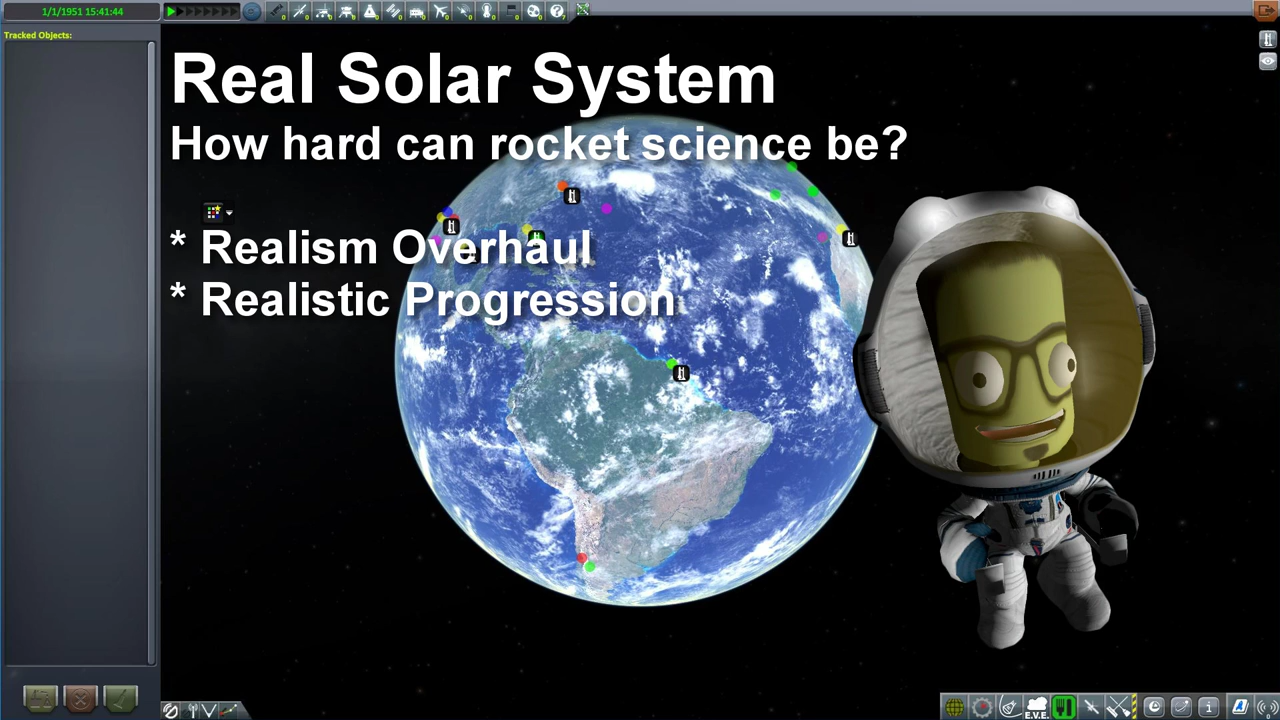 1/1/1951 15:41:44
Tracked Objects:
Real Solar System
How hard can rocket science be?
* Realism Overhaul
* Realistic Progression
E.V.E.